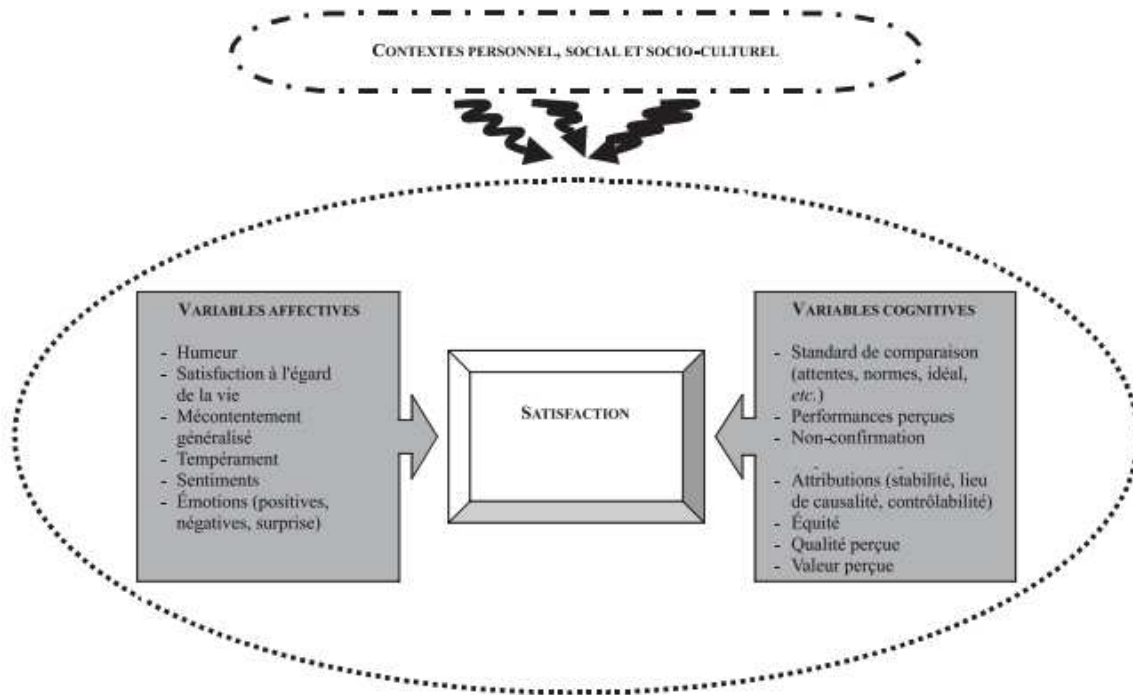 CONTEXTES PERSONNEL, SOCIAL ET SOCIO-CULTUREL
VARIABLES AFFECTIVES
- Humeur
- Satisfaction à l'égard
de la vie
- Mécontentement
généralisé
- Tempérament
- Sentiments
- Émotions (positives,
négatives, surprise)
SATISFACTION
VARIABLES COGNITIVES
- Standard de comparaison
(attentes, normes, idéal,
etc.)
- Performances perçues
- Non-confirmation
- Attributions (stabilité, lieu
de causalité, contrôlabilité)
- Équité
- Qualité perçue
- Valeur perçue